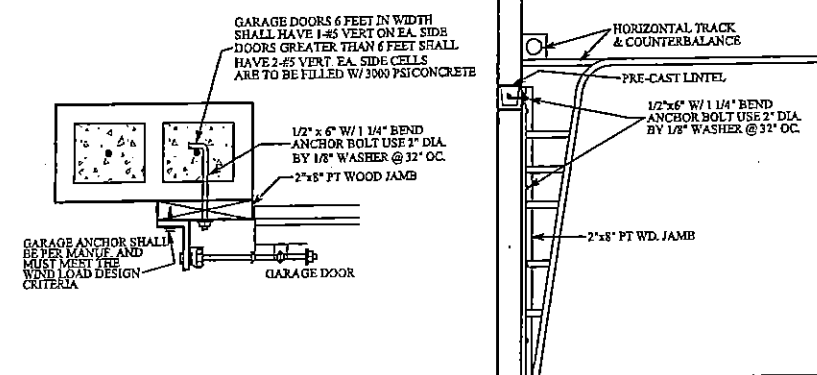 GARAGE DOORS 6 FEET IN WIDTH
SHALL HAVE 1-#5 VERT ON EA. SIDE
DOORS GREATER THAN 6 FEET SHALL
HAVE 2-#5 VERT. EA. SIDE CELLS
ARE TO BE FILLED W/ 3000 PSI CONCRETE
1/2" x 6" W/ 1 1/4" BEND
ANCHOR BOLT USE 2" DIA.
BY 1/8" WASHER @ 32" OC.
2"x8" PT WOOD JAMB
GARAGE ANCHOR SHALL
BE PER MANUF. AND
MUST MEET THE
WIND LOAD DESIGN
CRITERIA
GARAGE DOOR
HORIZONTAL TRACK
& COUNTERBALANCE
PRE-CAST LINTEL
1/2"x6" W/ 1 1/4" BEND
ANCHOR BOLT USE 2" DIA.
BY 1/8" WASHER @ 32" OC.
2"x8" PT WD. JAMB